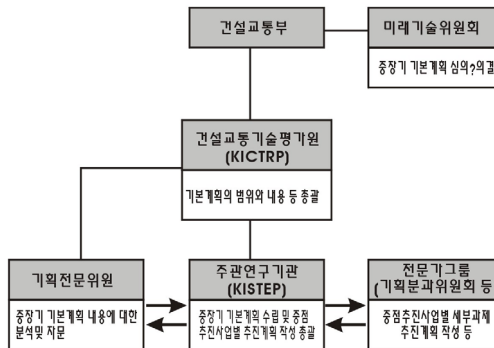 건설교통부
미래기술위원회
중장기 기본계획 심의?의결
건설교통기술평가원
(KICTRP)
기본계획의 범위와 내용 등 총괄
기획전문위원
중장기 기본계획 내용에 대한
분석및 자문
주관연구기관
(KISTEP)
중장기 기본계획 수립 및 중점
추진사업별 추진계획 작성 총괄
전문가그룹
(기획분과위원회 등
중점추진사업별 세부과제
추진계획 작성 등